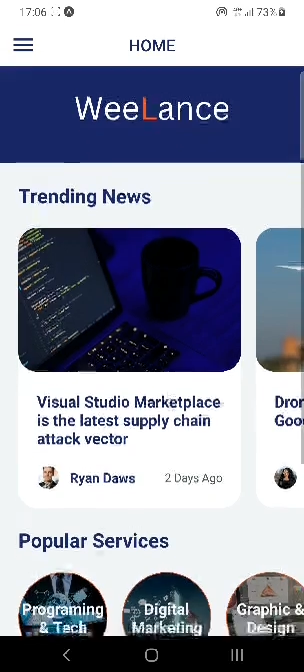 17:06
73%
HOME
WeeLance
Trending News
Visual Studio Marketplace
is the latest supply chain
attack vector
Ryan Daws
2 Days Ago
Dron
Goo
Popular Services
Programing
& Tech
Digital
Marketing
Graphic &
Design